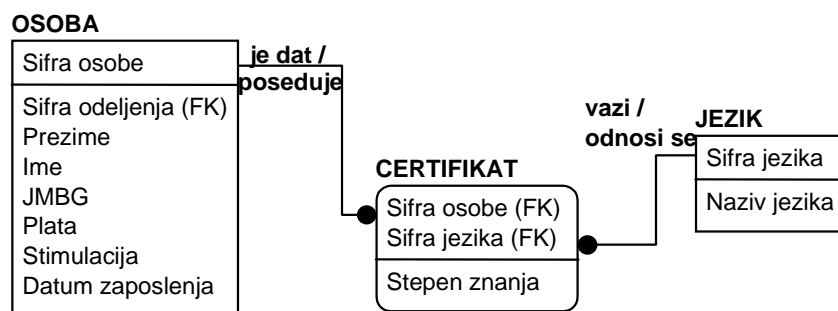 OSOBA
Sifra osobe
Sifra odeljenja (FK)
Prezime
Ime
JMBG
Plata
Stimulacija
Datum zaposlenja
je dat /
poseduje
CERTIFIKAT
Sifra osobe (FK)
Sifra jezika (FK)
Stepen znanja
vazi /
odnosi se
JEZIK
Sifra jezika
Naziv jezika